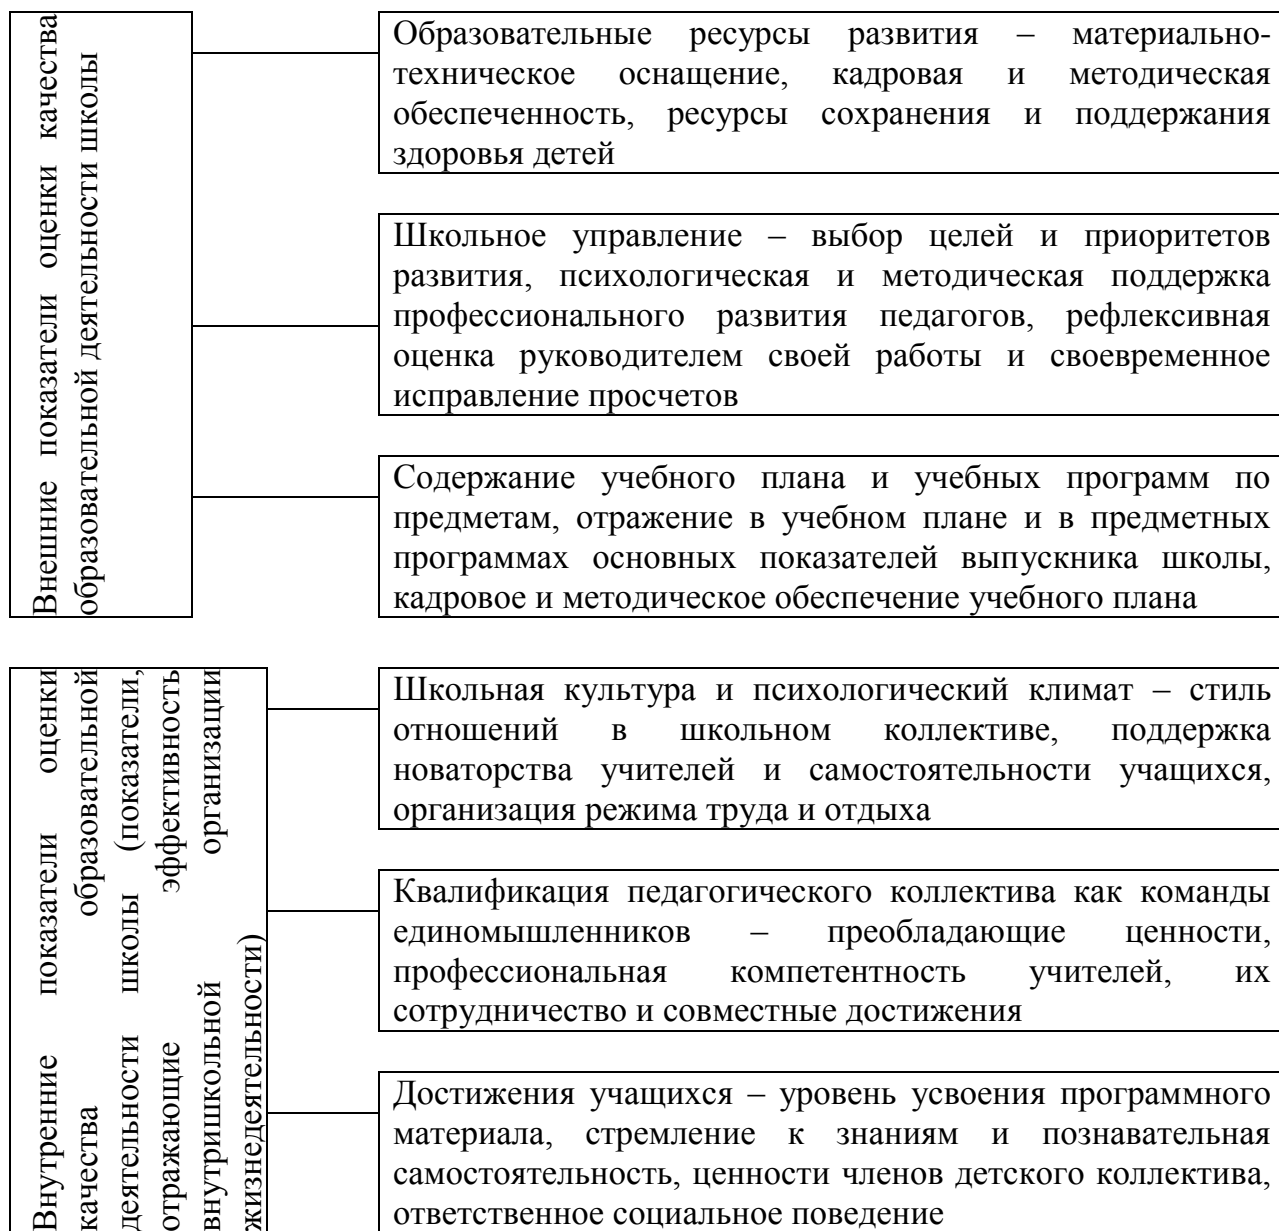 Внешние показатели оценки качества
образовательной деятельности школы
Образовательные ресурсы развития – материально-
техническое оснащение, кадровая и методическая
обеспеченность, ресурсы сохранения и поддержания
здоровья детей
Школьное управление – выбор целей и приоритетов
развития, психологическая и методическая поддержка
профессионального развития педагогов, рефлексивная
оценка руководителем своей работы и своевременное
исправление просчетов
Содержание учебного плана и учебных программ по
предметам, отражение в учебном плане и в предметных
программах основных показателей выпускника школы,
кадровое и методическое обеспечение учебного плана
Внутренние показатели оценки
качества образовательной
деятельности школы (показатели,
отражающие эффективность
внутришкольной организации
жизнедеятельности)
Школьная культура и психологический климат – стиль
отношений в школьном коллективе, поддержка
новаторства учителей и самостоятельности учащихся,
организация режима труда и отдыха
Квалификация педагогического коллектива как команды
единомышленников – преобладающие ценности,
профессиональная компетентность учителей, их
сотрудничество и совместные достижения
Достижения учащихся – уровень усвоения программного
материала, стремление к знаниям и познавательная
самостоятельность, ценности членов детского коллектива,
ответственное социальное поведение